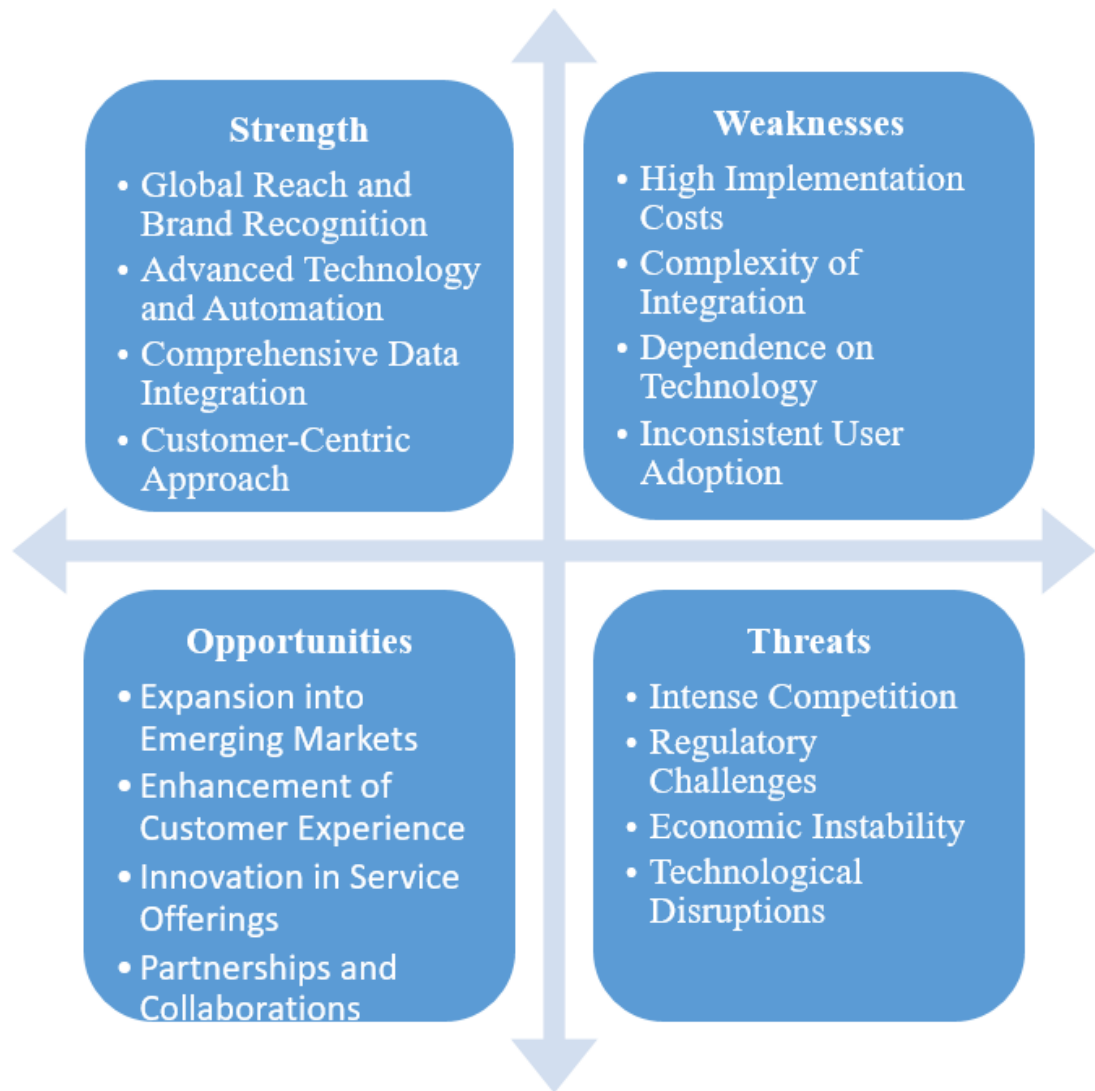 Strength
• Global Reach and
Brand Recognition
• Advanced Technology
and Automation
• Comprehensive Data
Integration
• Customer-Centric
Approach
Weaknesses
• High Implementation
Costs
• Complexity of
Integration
• Dependence on
Technology
• Inconsistent User
Adoption
Opportunities
• Expansion into
Emerging Markets
• Enhancement of
Customer Experience
• Innovation in Service
Offerings
• Partnerships and
Collaborations
Threats
• Intense Competition
• Regulatory
Challenges
• Economic Instability
• Technological
Disruptions